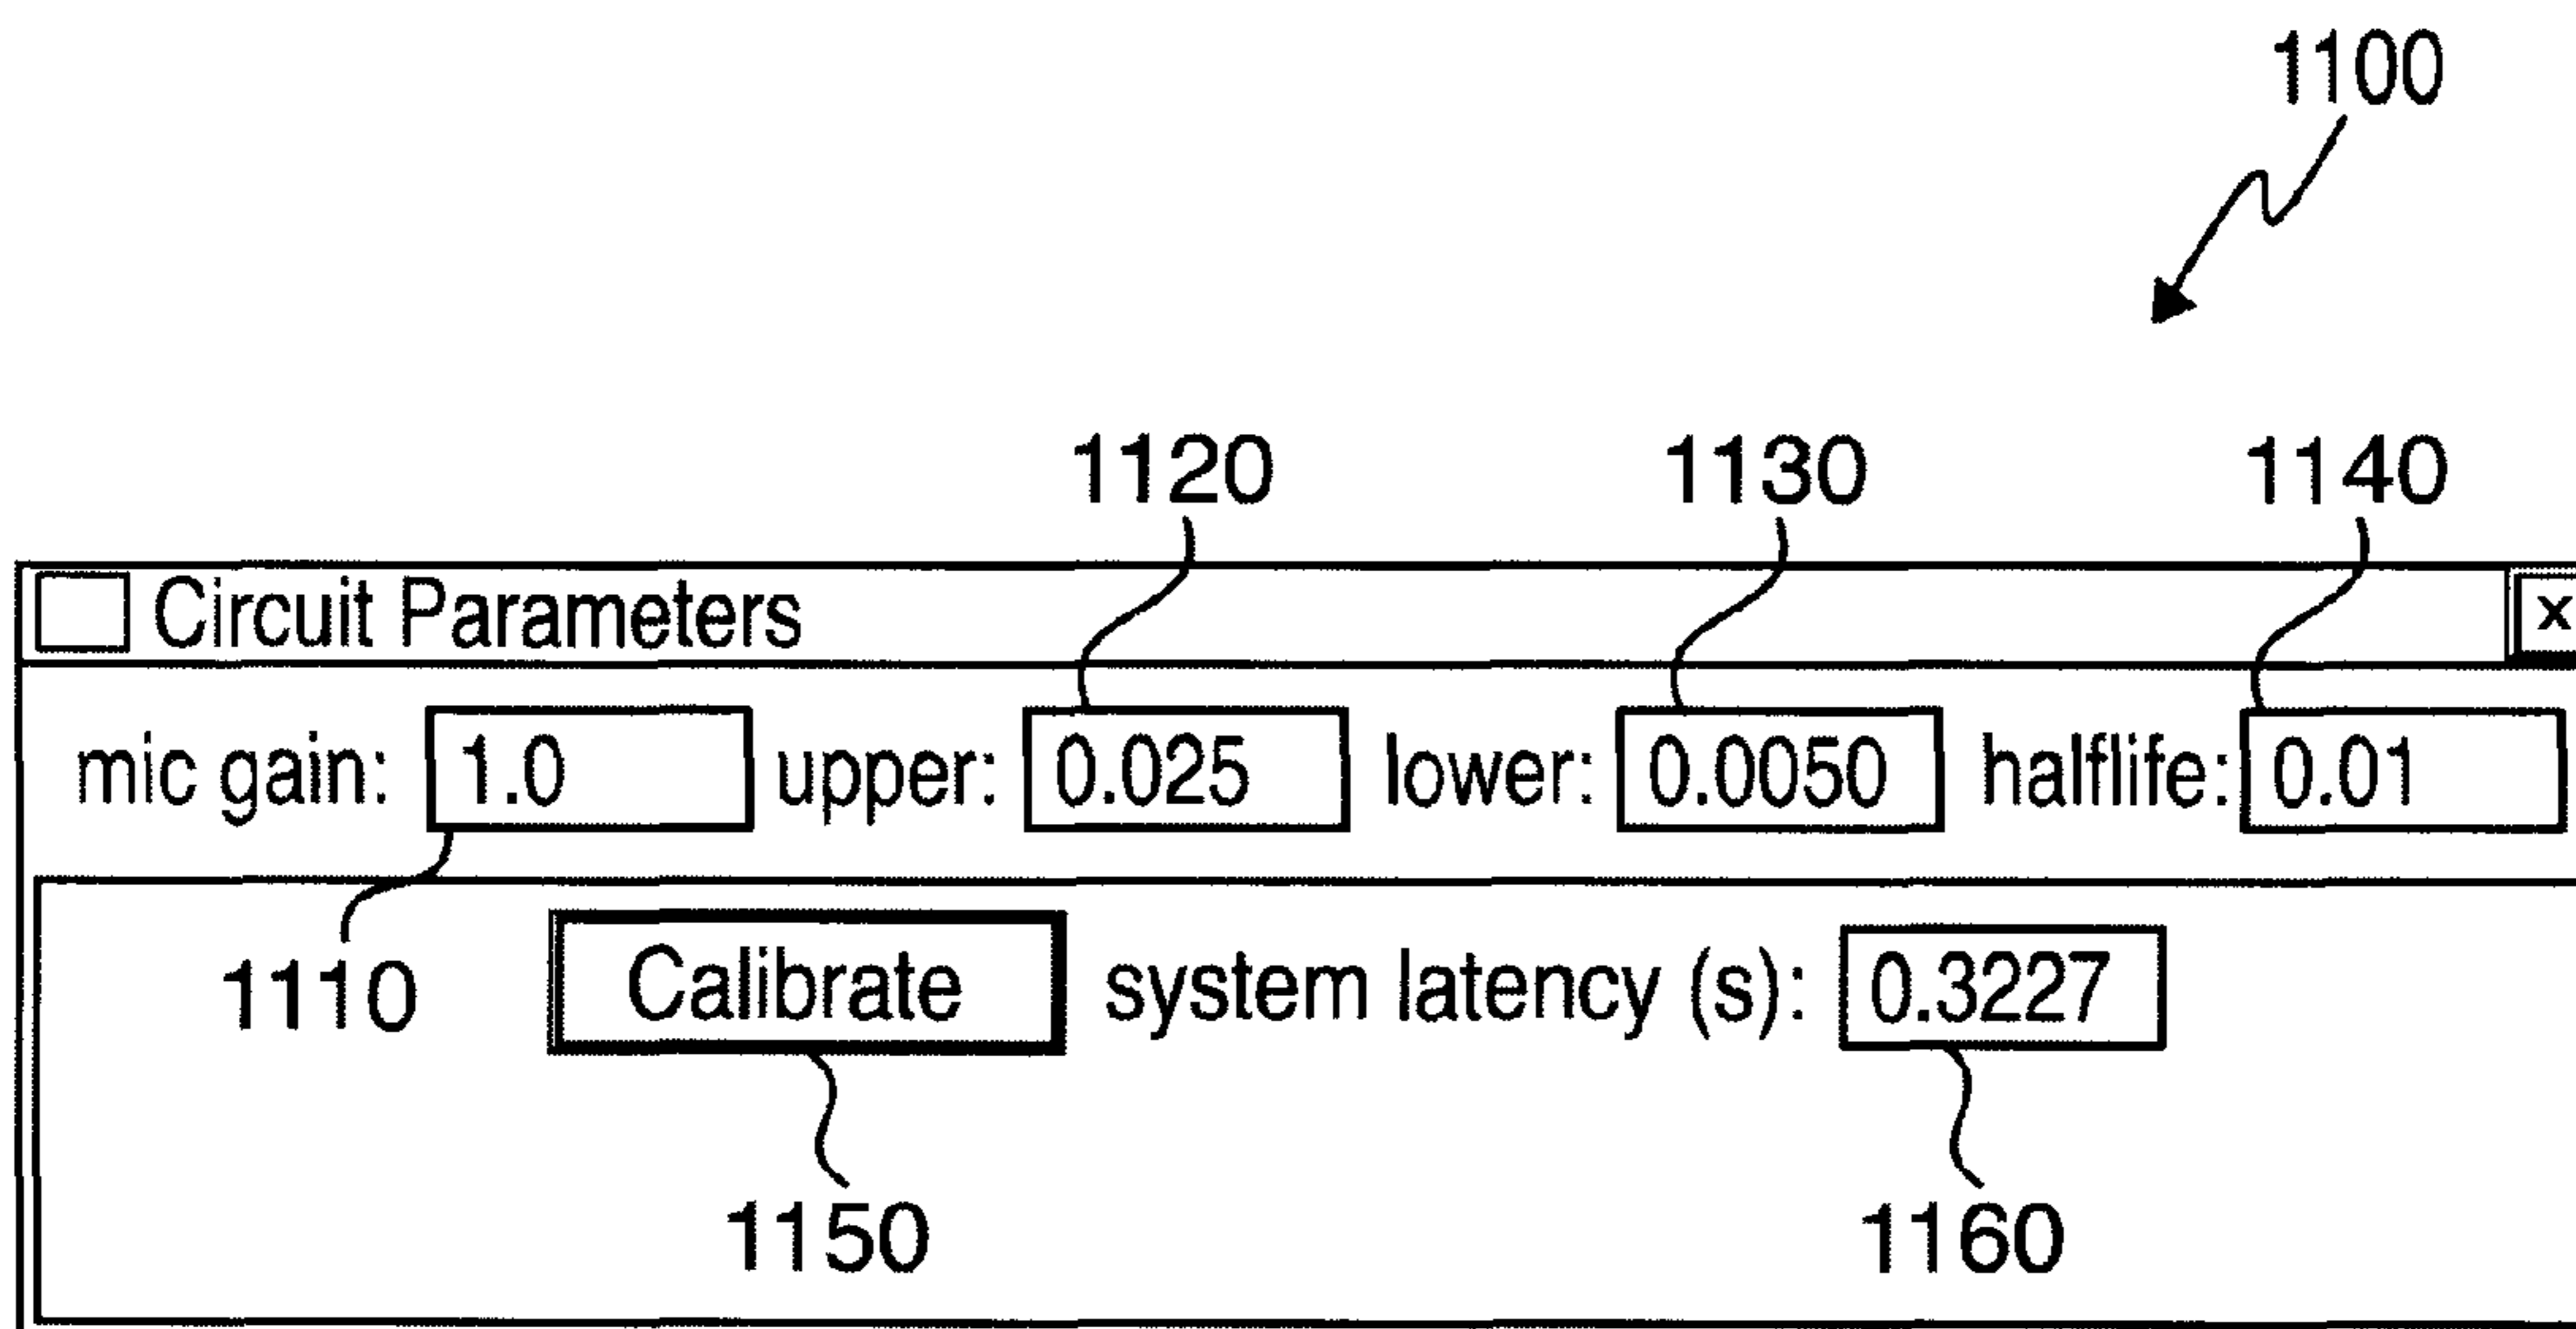 1100
1120 1130 1140
Circuit Parameters x
mic gain: 1.0 upper: 0.025 lower: 0.0050 halflife: 0.01
1110 Calibrate system latency (s): 0.3227
1150 1160